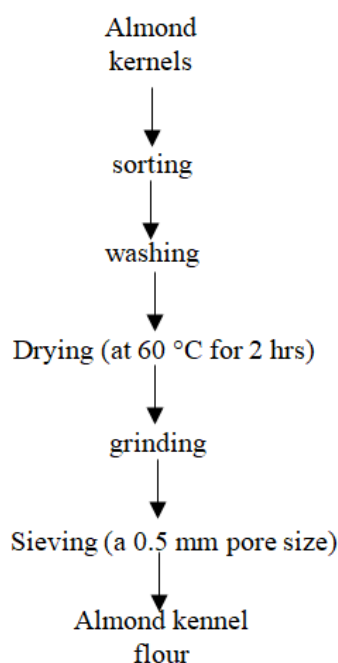 Almond
kernels
sorting
washing
Drying (at 60 °C for 2 hrs)
grinding
Sieving (a 0.5 mm pore size)
Almond kennel
flour